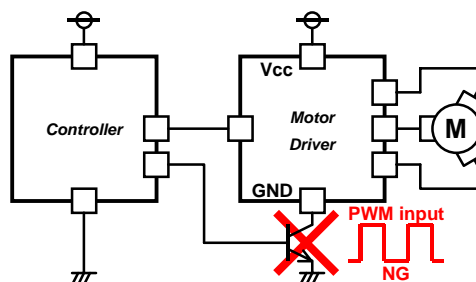 Vcc
Controller
Motor
Driver
M
GND
PWM input
NG